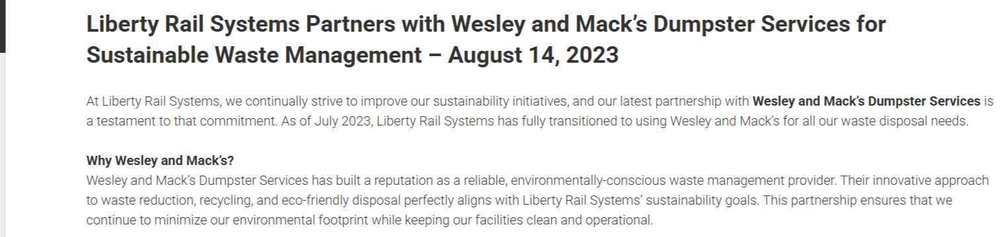 Liberty Rail Systems Partners with Wesley and Mack’s Dumpster Services for
Sustainable Waste Management – August 14, 2023
At Liberty Rail Systems, we continually strive to improve our sustainability initiatives, and our latest partnership with Wesley and Mack’s Dumpster Services is
a testament to that commitment. As of July 2023, Liberty Rail Systems has fully transitioned to using Wesley and Mack’s for all our waste disposal needs.
Why Wesley and Mack’s?
Wesley and Mack’s Dumpster Services has built a reputation as a reliable, environmentally-conscious waste management provider. Their innovative approach
to waste reduction, recycling, and eco-friendly disposal perfectly aligns with Liberty Rail Systems’ sustainability goals. This partnership ensures that we
continue to minimize our environmental footprint while keeping our facilities clean and operational.